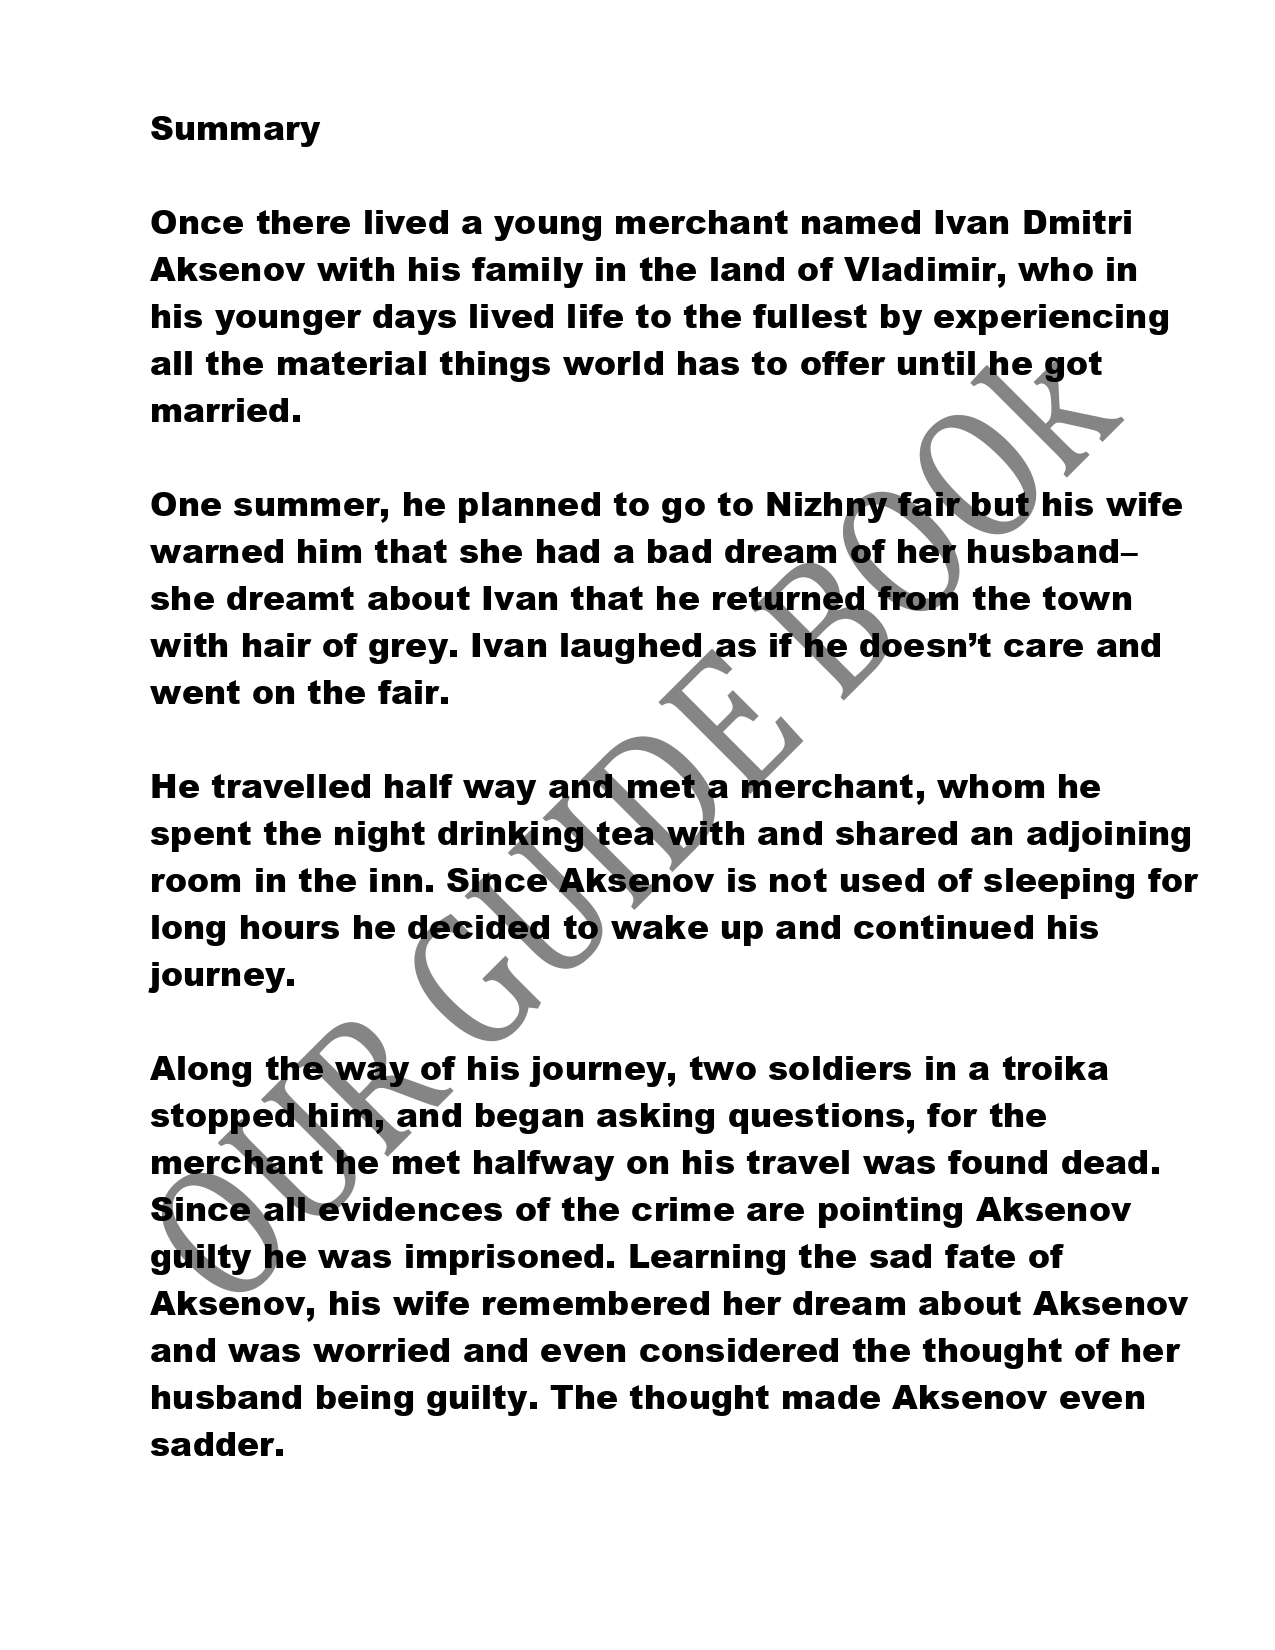 Summary
Once there lived a young merchant named Ivan Dmitri
Aksenov with his family in the land of Vladimir, who in
his younger days lived life to the fullest by experiencing
all the material things world has to offer until he got
married.
One summer, he planned to go to Nizhny fair but his wife
warned him that she had a bad dream of her husband–
she dreamt about Ivan that he returned from the town
with hair of grey. Ivan laughed as if he doesn’t care and
went on the fair.
He travelled half way and met a merchant, whom he
spent the night drinking tea with and shared an adjoining
room in the inn. Since Aksenov is not used of sleeping for
long hours he decided to wake up and continued his
journey.
Along the way of his journey, two soldiers in a troika
stopped him, and began asking questions, for the
merchant he met halfway on his travel was found dead.
Since all evidences of the crime are pointing Aksenov
guilty he was imprisoned. Learning the sad fate of
Aksenov, his wife remembered her dream about Aksenov
and was worried and even considered the thought of her
husband being guilty. The thought made Aksenov even
sadder.
OUR GUIDE BOOk